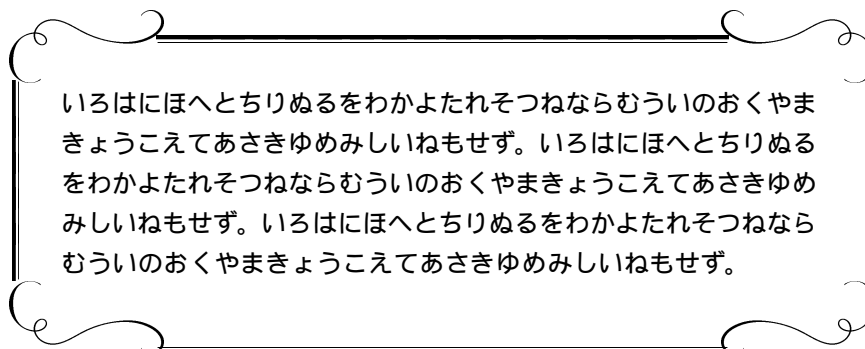 いろはにほへとちりぬるをわかよたれそつねならむういのおくやま
きょうこえてあさきゆめみしいねもせず。いろはにほへとちりぬる
をわかよたれそつねならむういのおくやまきょうこえてあさきゆめ
みしいねもせず。いろはにほへとちりぬるをわかよたれそつねなら
むういのおくやまきょうこえてあさきゆめみしいねもせず。